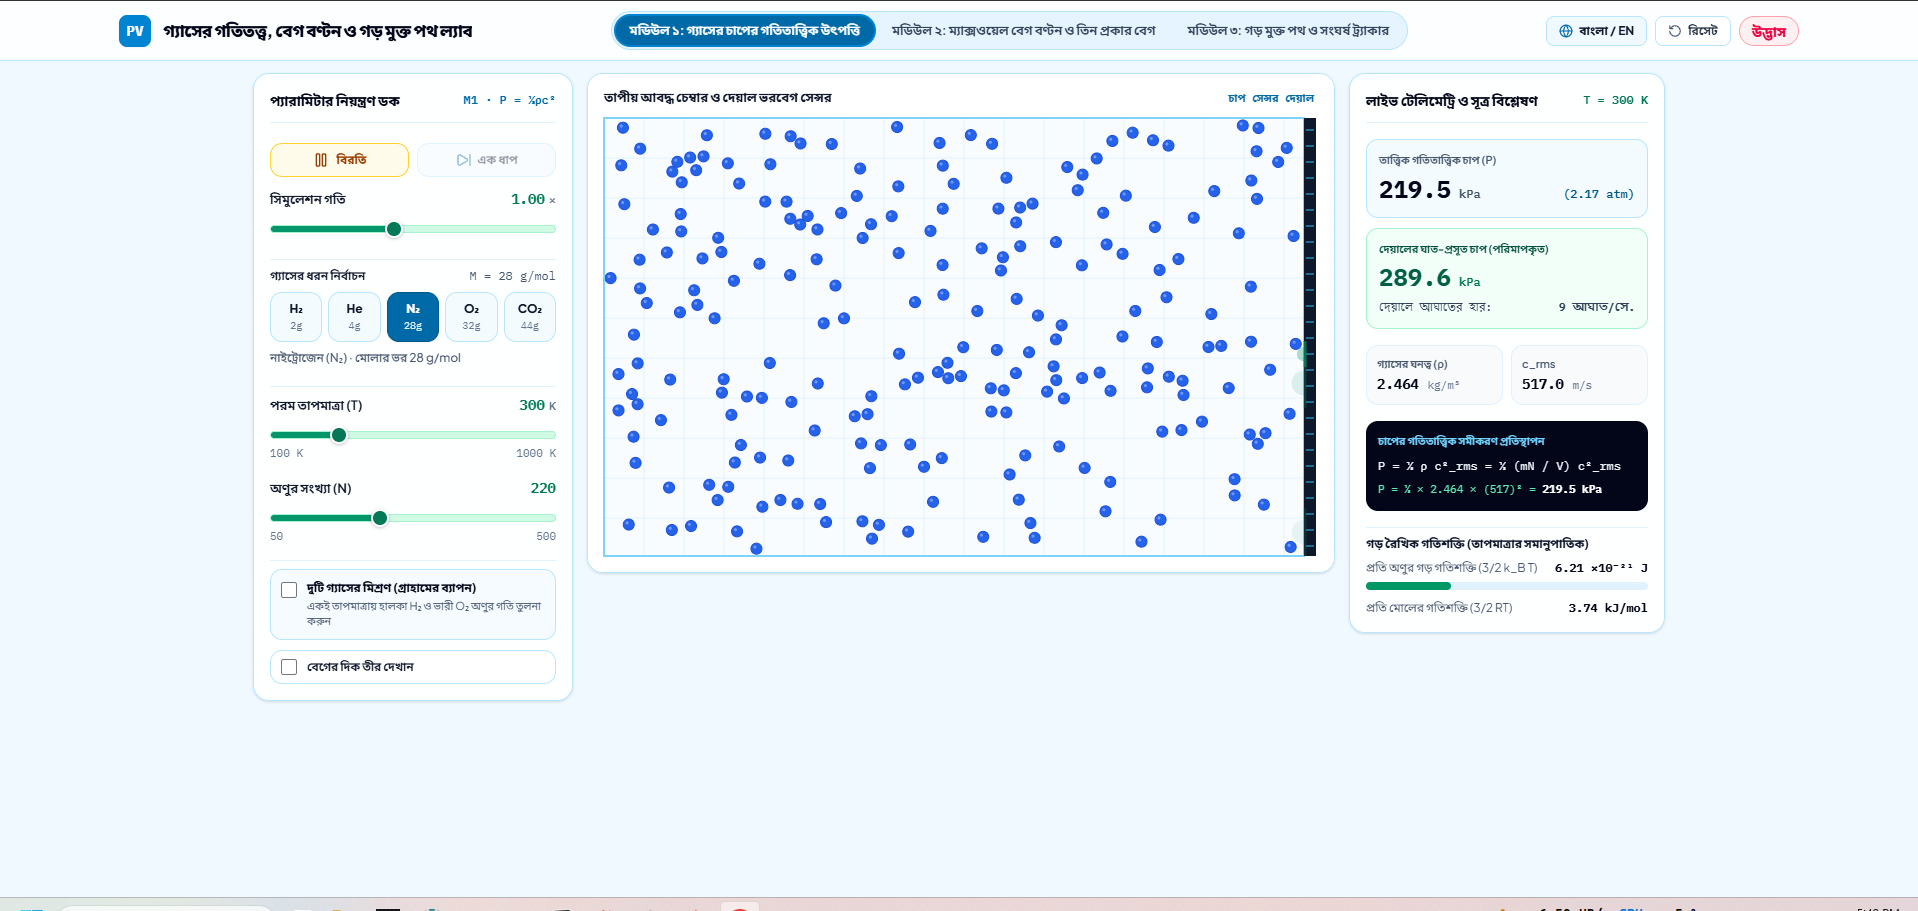 PV গ্যাসের গতিতত্ত্ব, বেগ বণ্টন ও গড় মুক্ত পথ ল্যাব
মডিউল ১: গ্যাসের চাপের গতিতাত্ত্বিক উৎপত্তি মডিউল ২: ম্যাক্সওয়েল বেগ বণ্টন ও তিন প্রকার বেগ মডিউল ৩: গড় মুক্ত পথ ও সংঘর্ষ ট্র্যাকার
বাংলা / EN রিসেট উদ্ভাস
প্যারামিটার নিয়ন্ত্রণ ডক M1 · P = ⅓ρc²
বিরতি এক ধাপ
সিমুলেশন গতি 1.00 ×
গ্যাসের ধরন নির্বাচন M = 28 g/mol
H₂ He N₂ O₂ CO₂
2g 4g 28g 32g 44g
নাইট্রোজেন (N₂) · মোলার ভর 28 g/mol
পরম তাপমাত্রা (T) 300 K
100 K 1000 K
অণুর সংখ্যা (N) 220
50 500
দুটি গ্যাসের মিশ্রণ (গ্রাহামের ব্যাপন)
একই তাপমাত্রায় হালকা H₂ ও ভারী O₂ অণুর গতি তুলনা
করুন
বেগের দিক তীর দেখান
তাপীয় আবদ্ধ চেম্বার ও দেয়াল ভরবেগ সেন্সর চাপ সেন্সর দেয়াল
লাইভ টেলিমেট্রি ও সূত্র বিশ্লেষণ T = 300 K
তাত্ত্বিক গতিতাত্ত্বিক চাপ (P)
219.5 kPa (2.17 atm)
দেয়ালের ঘাত-প্রসূত চাপ (পরিমাপকৃত)
289.6 kPa
দেয়ালে আঘাতের হার: 9 আঘাত/সে.
গ্যাসের ঘনত্ব (ρ) c_rms
2.464 kg/m³ 517.0 m/s
চাপের গতিতাত্ত্বিক সমীকরণ প্রতিস্থাপন
P = ⅓ ρ c²_rms = ⅓ (mN / V) c²_rms
P = ⅓ × 2.464 × (517)² = 219.5 kPa
গড় রৈখিক গতিশক্তি (তাপমাত্রার সমানুপাতিক)
প্রতি অণুর গড় গতিশক্তি (3/2 k_B T) 6.21 ×10⁻²¹ J
প্রতি মোলের গতিশক্তি (3/2 RT) 3.74 kJ/mol